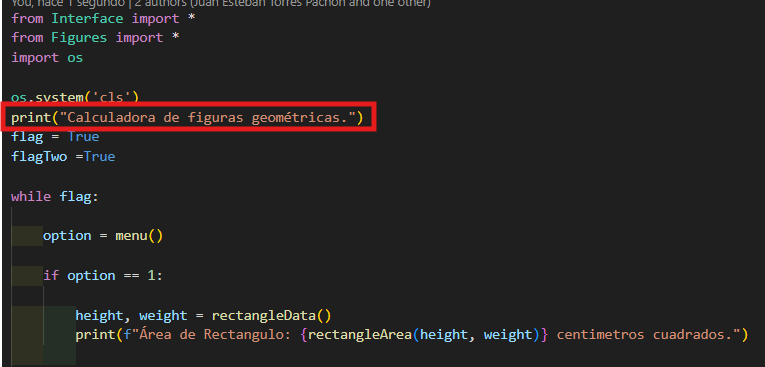 You, hace 1 segundo | 2 authors (Juan Esteban Torres Pachon and one other)
from Interface import *
from Figures import *
import os
os.system('cls')
print("Calculadora de figuras geométricas.")
flag = True
flagTwo =True
while flag:
option = menu()
if option == 1:
height, weight = rectangleData()
print(f"Área de Rectangulo: {rectangleArea(height, weight)} centimetros cuadrados.")